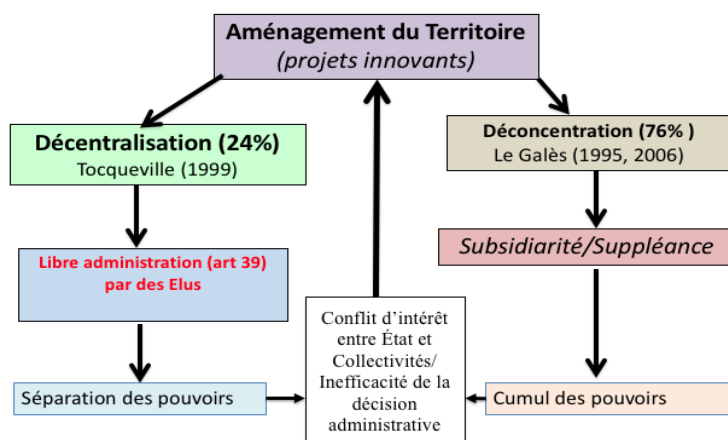 Aménagement du Territoire
(projets innovants)
Décentralisation (24%)
Tocqueville (1999)
Déconcentration (76% )
Le Galès (1995, 2006)
Libre administration (art 39)
par des Elus
Subsidiarité/Suppléance
Conflit d’intérêt
entre État et
Collectivités/
Inefficacité de la
décision
administrative
Séparation des pouvoirs
Cumul des pouvoirs